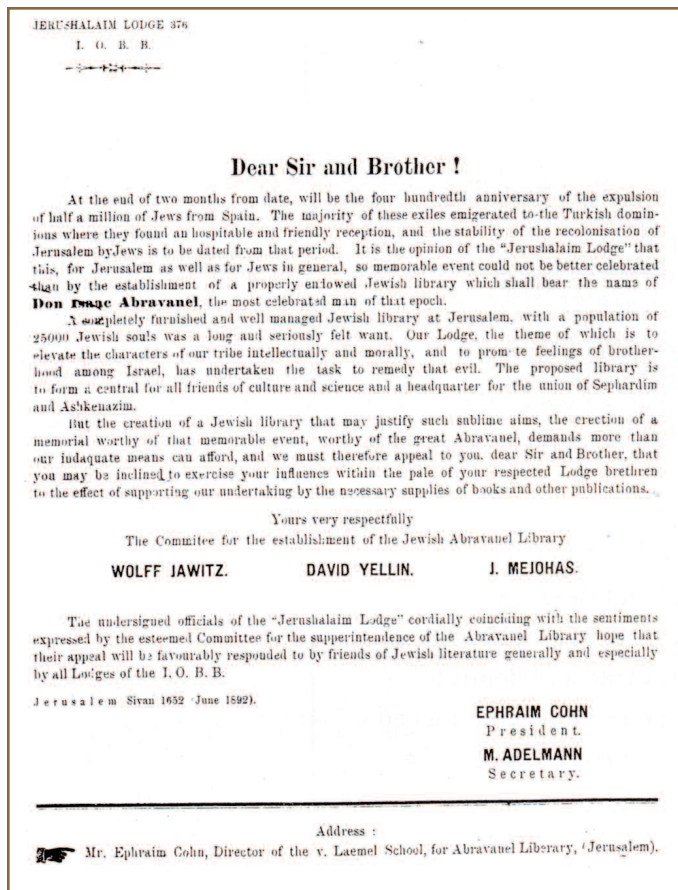 JERUSHALAIM LODGE 376
I. O. B. B.
Dear Sir and Brother !
At the end of two months from date, will be the four hundredth anniversary of the expulsion
of half a million of Jews from Spain. The majority of these exiles emigerated to the Turkish domin-
ions where they found an hospitable and friendly reception, and the stability of the recolonisation of
Jerusalem byJews is to be dated from that period. It is the opinion of the "Jerushalaim Lodge" that
this, for Jerusalem as well as for Jews in general, so memorable event could not be better celebrated
than by the establishment of a properly endowed Jewish library which shall bear the name of
Don Isaac Abravanel, the most celebrated man of that epoch.
A completely furnished and well managed Jewish library at Jerusalem, with a population of
25000 Jewish souls was a long and seriously felt want. Our Lodge, the theme of which is to
elevate the characters of our tribe intellectually and morally, and to promote feelings of brother-
hood among Israel, has undertaken the task to remedy that evil. The proposed library is
to form a central for all friends of culture and science and a headquarter for the union of Sephardim
and Ashkenazim.
But the creation of a Jewish library that may justify such sublime aims, the erection of a
memorial worthy of that memorable event, worthy of the great Abravanel, demands more than
our indaquate means can afford, and we must therefore appeal to you, dear Sir and Brother, that
you may be inclined to exercise your influence within the pale of your respected Lodge brethren
to the effect of supporting our undertaking by the necessary supplies of books and other publications.
Yours very respectfully
The Commitee for the establishment of the Jewish Abravanel Library
WOLFF JAWITZ. DAVID YELLIN. J. MEJOHAS.
The undersigned officials of the "Jerushalaim Lodge" cordially coinciding with the sentiments
expressed by the esteemed Committee for the supperintendence of the Abravanel Library hope that
their appeal will be favourably responded to by friends of Jewish literature generally and especially
by all Lodges of the I. O. B. B.
Jerusalem Sivan 1652 June 1892).
EPHRAIM COHN
President.
M. ADELMANN
Secretary.
Address :
Mr. Ephraim Cohn, Director of the v. Laemel School, for Abravanel Liberary, (Jerusalem).